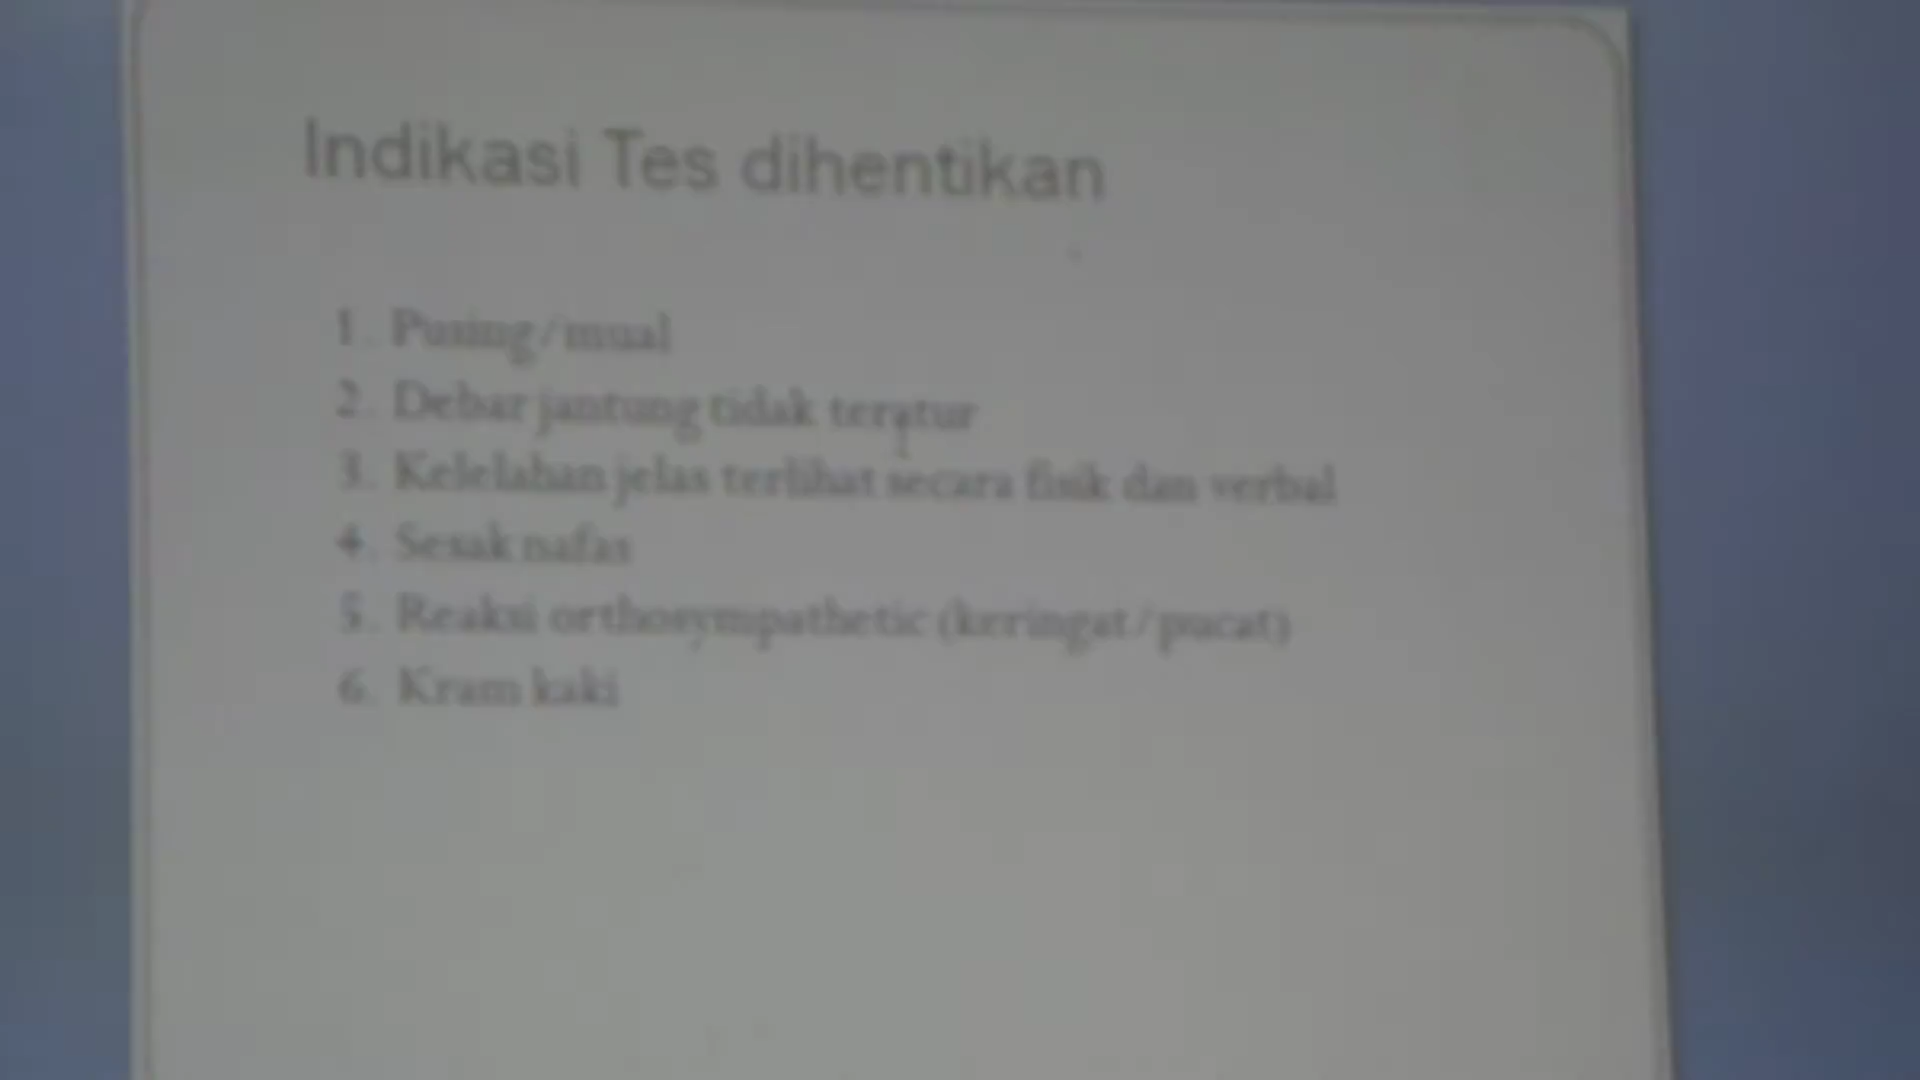 Indikasi Tes dihentikan
1. Pusing/mual
2. Debar jantung tidak teratur
3. Kelelahan jelas terlihat secara fisik dan verbal
4. Sesak nafas
5. Reaksi orthosympathetic (keringat/pucat)
6. Kram kaki